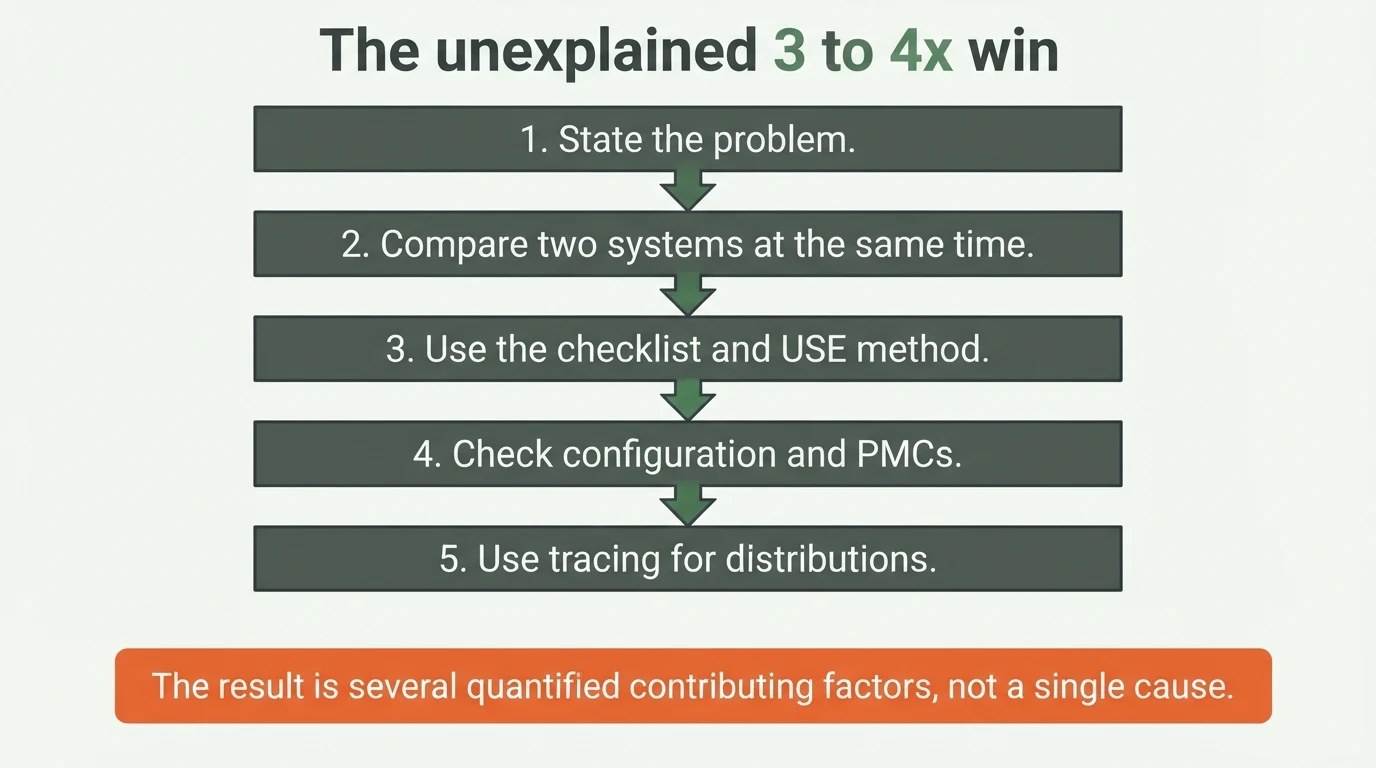 The unexplained 3 to 4x win
1. State the problem.
2. Compare two systems at the same time.
3. Use the checklist and USE method.
4. Check configuration and PMCs.
5. Use tracing for distributions.
The result is several quantified contributing factors, not a single cause.